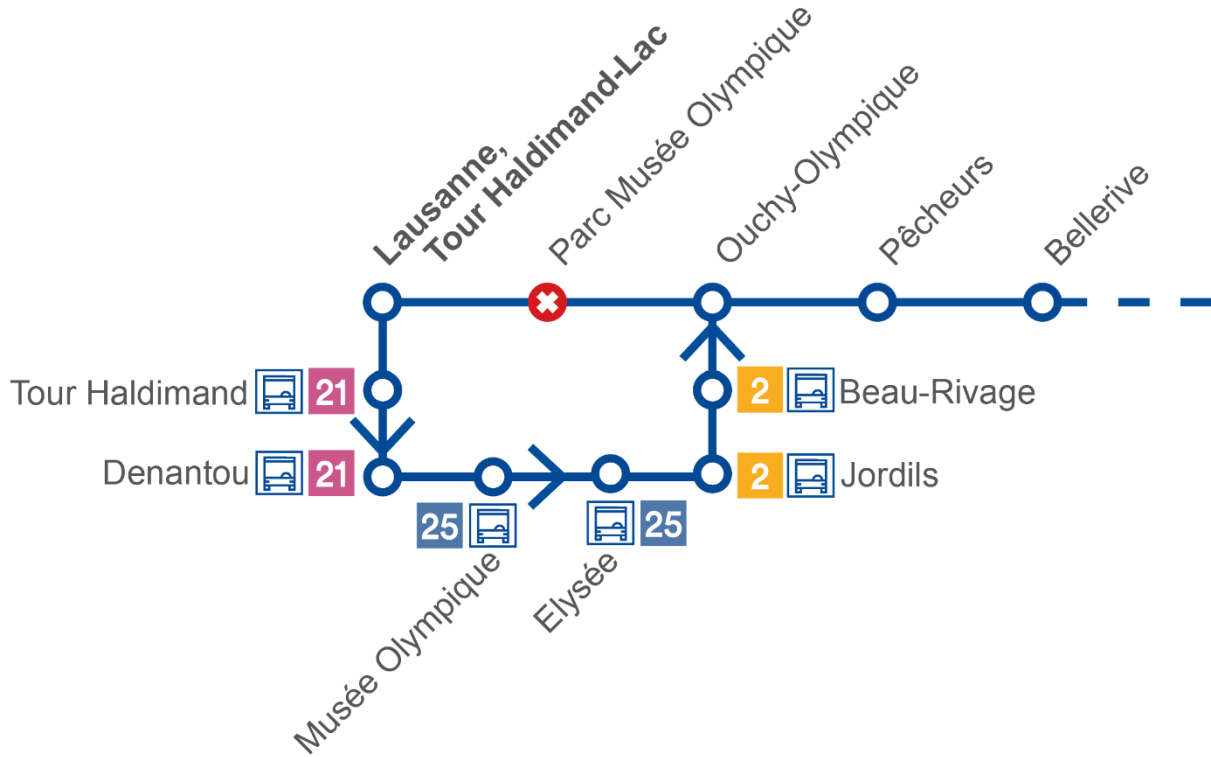 Lausanne,
Tour Haldimand-Lac
Parc Musée Olympique
Ouchy-Olympique
Pêcheurs
Bellerive
Tour Haldimand 21
2 Beau-Rivage
Denantou 21
2 Jordils
25
25
Musée Olympique
Elysée